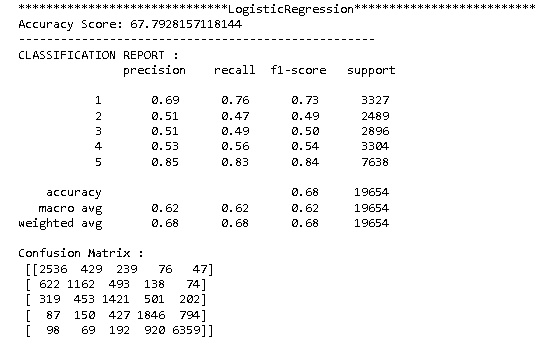 ******************************LogisticRegression**************************
Accuracy Score: 67.7928157118144
---------------------------------------------------
CLASSIFICATION REPORT :
precision recall f1-score support
1 0.69 0.76 0.73 3327
2 0.51 0.47 0.49 2489
3 0.51 0.49 0.50 2896
4 0.53 0.56 0.54 3304
5 0.85 0.83 0.84 7638
accuracy 0.68 19654
macro avg 0.62 0.62 0.62 19654
weighted avg 0.68 0.68 0.68 19654
Confusion Matrix :
[[2536 429 239 76 47]
[ 622 1162 493 138 74]
[ 319 453 1421 501 202]
[ 87 150 427 1846 794]
[ 98 69 192 920 6359]]